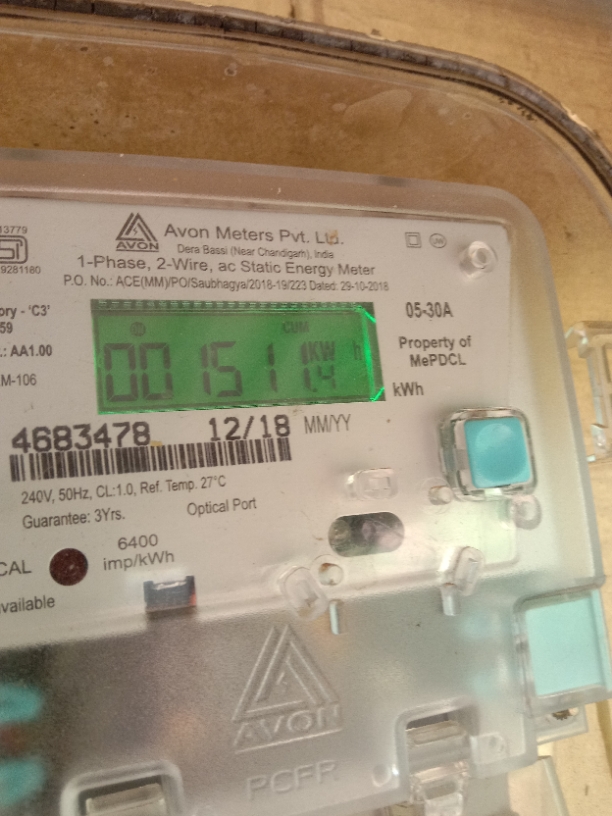 13779
Avon Meters Pvt. Ltd.
AVON
Dera Bassi (Near Chandigarh), India
1-Phase, 2-Wire, ac Static Energy Meter
P.O. No.: ACE(MM)/PO/Saubhagya/2018-19/223 Dated: 29-10-2018
9281160
ory - 'C3'
59
.: AA1.00
M-106
CUM
001511.4 KW h
05-30A
Property of
MePDCL
kWh
4683478 12/18 MM/YY
240V, 50Hz, CL:1.0, Ref. Temp. 27°C
Guarantee: 3Yrs. Optical Port
CAL
6400
imp/kWh
vailable
AVON